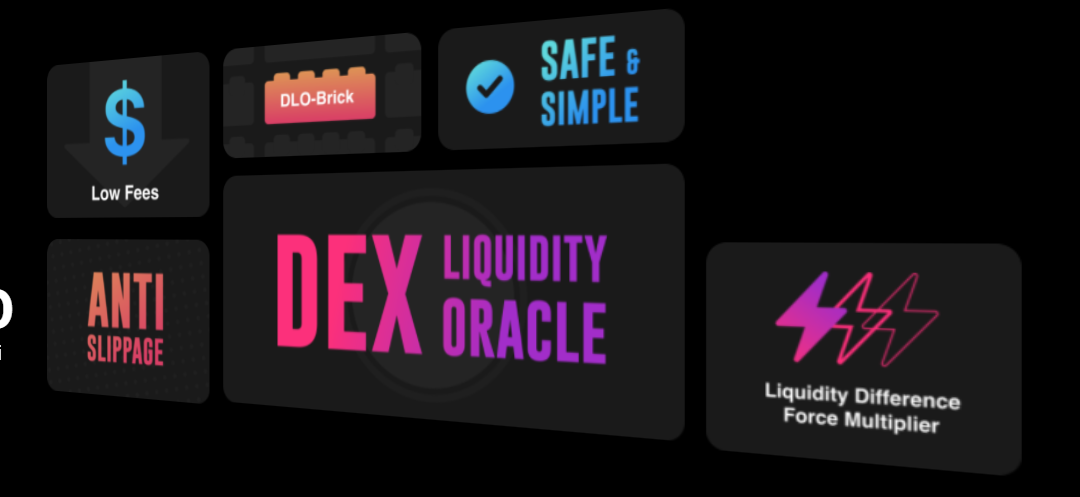 $
Low Fees
DLO-Brick
SAFE &
SIMPLE
ANTI
SLIPPAGE
DEX LIQUIDITY
ORACLE
Liquidity Difference
Force Multiplier